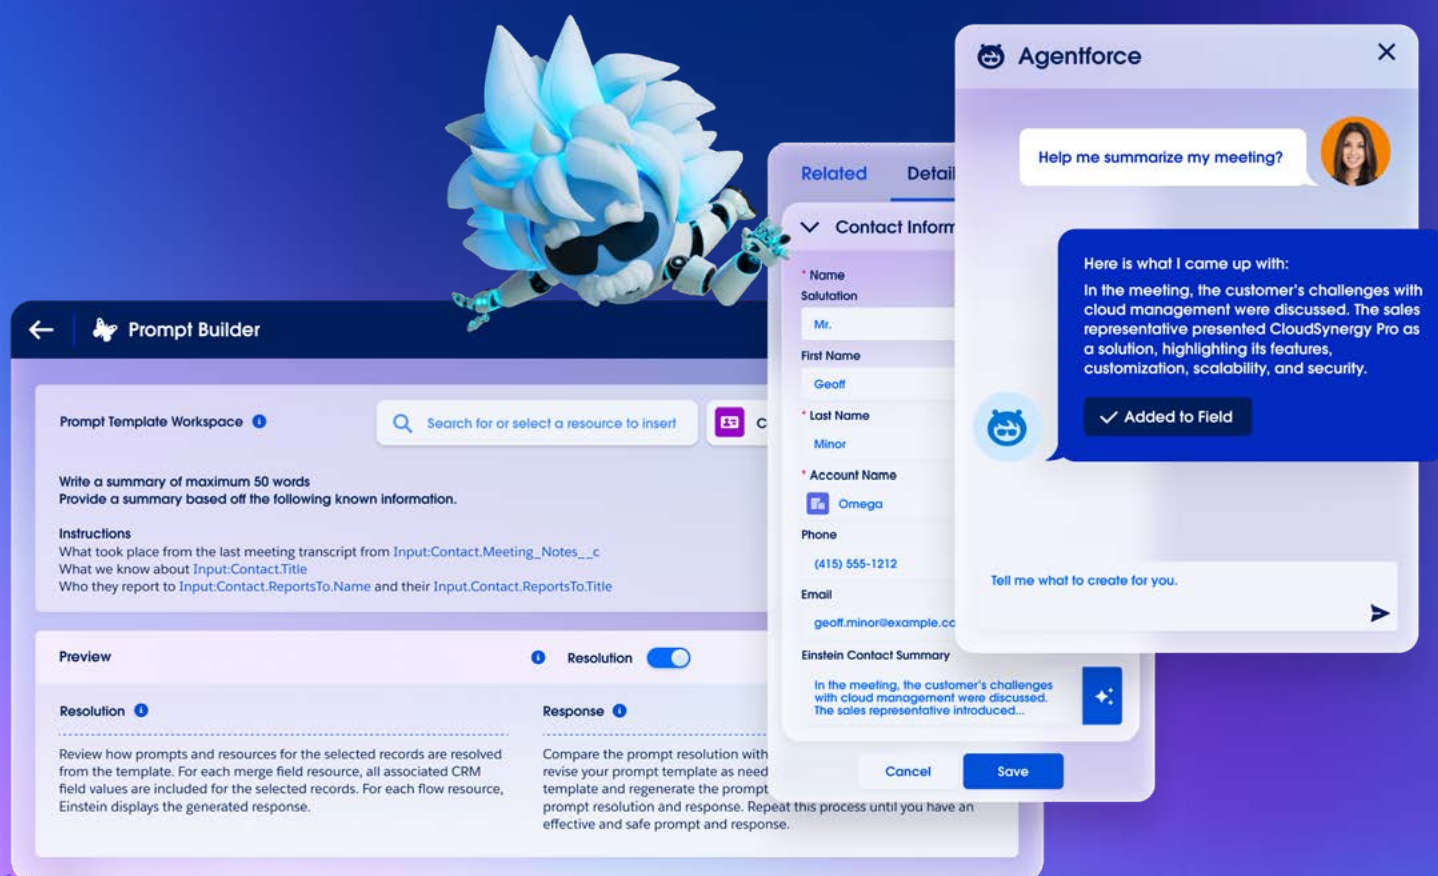 Agentforce
Help me summarize my meeting?
Here is what I came up with:
In the meeting, the customer's challenges with
cloud management were discussed. The sales
representative presented CloudSynergy Pro as
a solution, highlighting its features,
customization, scalability, and security.
Added to Field
Tell me what to create for you.
Related
Contact
* Name
Salutation
Mr.
First Name
Geoff
* Last Name
Minor
* Account Name
Omega
Phone
(415) 555-1212
Email
Einstein Contact Summary
In the meeting, the customer's challenges
with cloud management were discussed.
The sales representative introduced...
Cancel Save
Prompt Builder
Prompt Template Workspace
Search for or select a resource to insert
Write a summary of maximum 50 words
Provide a summary based off the following known information.
Instructions
What took place from the last meeting transcript from Input:Contact.Meeting_Notes__c
What we know about Input:Contact.Title
Who they report to Input:Contact.ReportsTo.Name and their Input.Contact.ReportsTo.Title
Preview
Resolution
Resolution
Review how prompts and resources for the selected records are resolved
from the template. For each merge field resource, all associated CRM
field values are included for the selected records. For each flow resource,
Einstein displays the generated response.
Response
Compare the prompt resolution with
revise your prompt template as need
template and regenerate the prompt
prompt resolution and response. Repeat this process until you have an
effective and safe prompt and response.